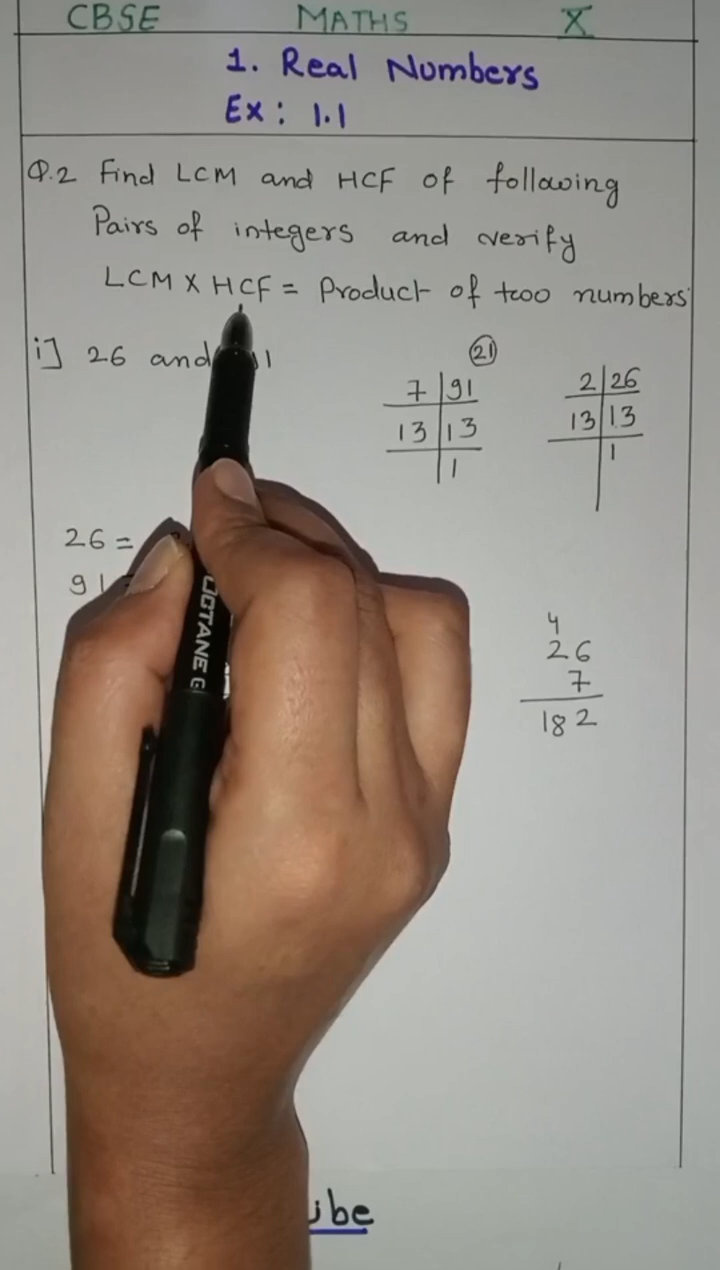 CBSE MATHS X
1. Real Numbers
Ex: 1.1
Q.2 Find LCM and HCF of following
Pairs of integers and verify
LCM X HCF = Product of two numbers
i] 26 and 1
21
7 91
13 13
1
2 26
13 13
1
26 =
91
4
26
7
182
OCTANE G
ibe